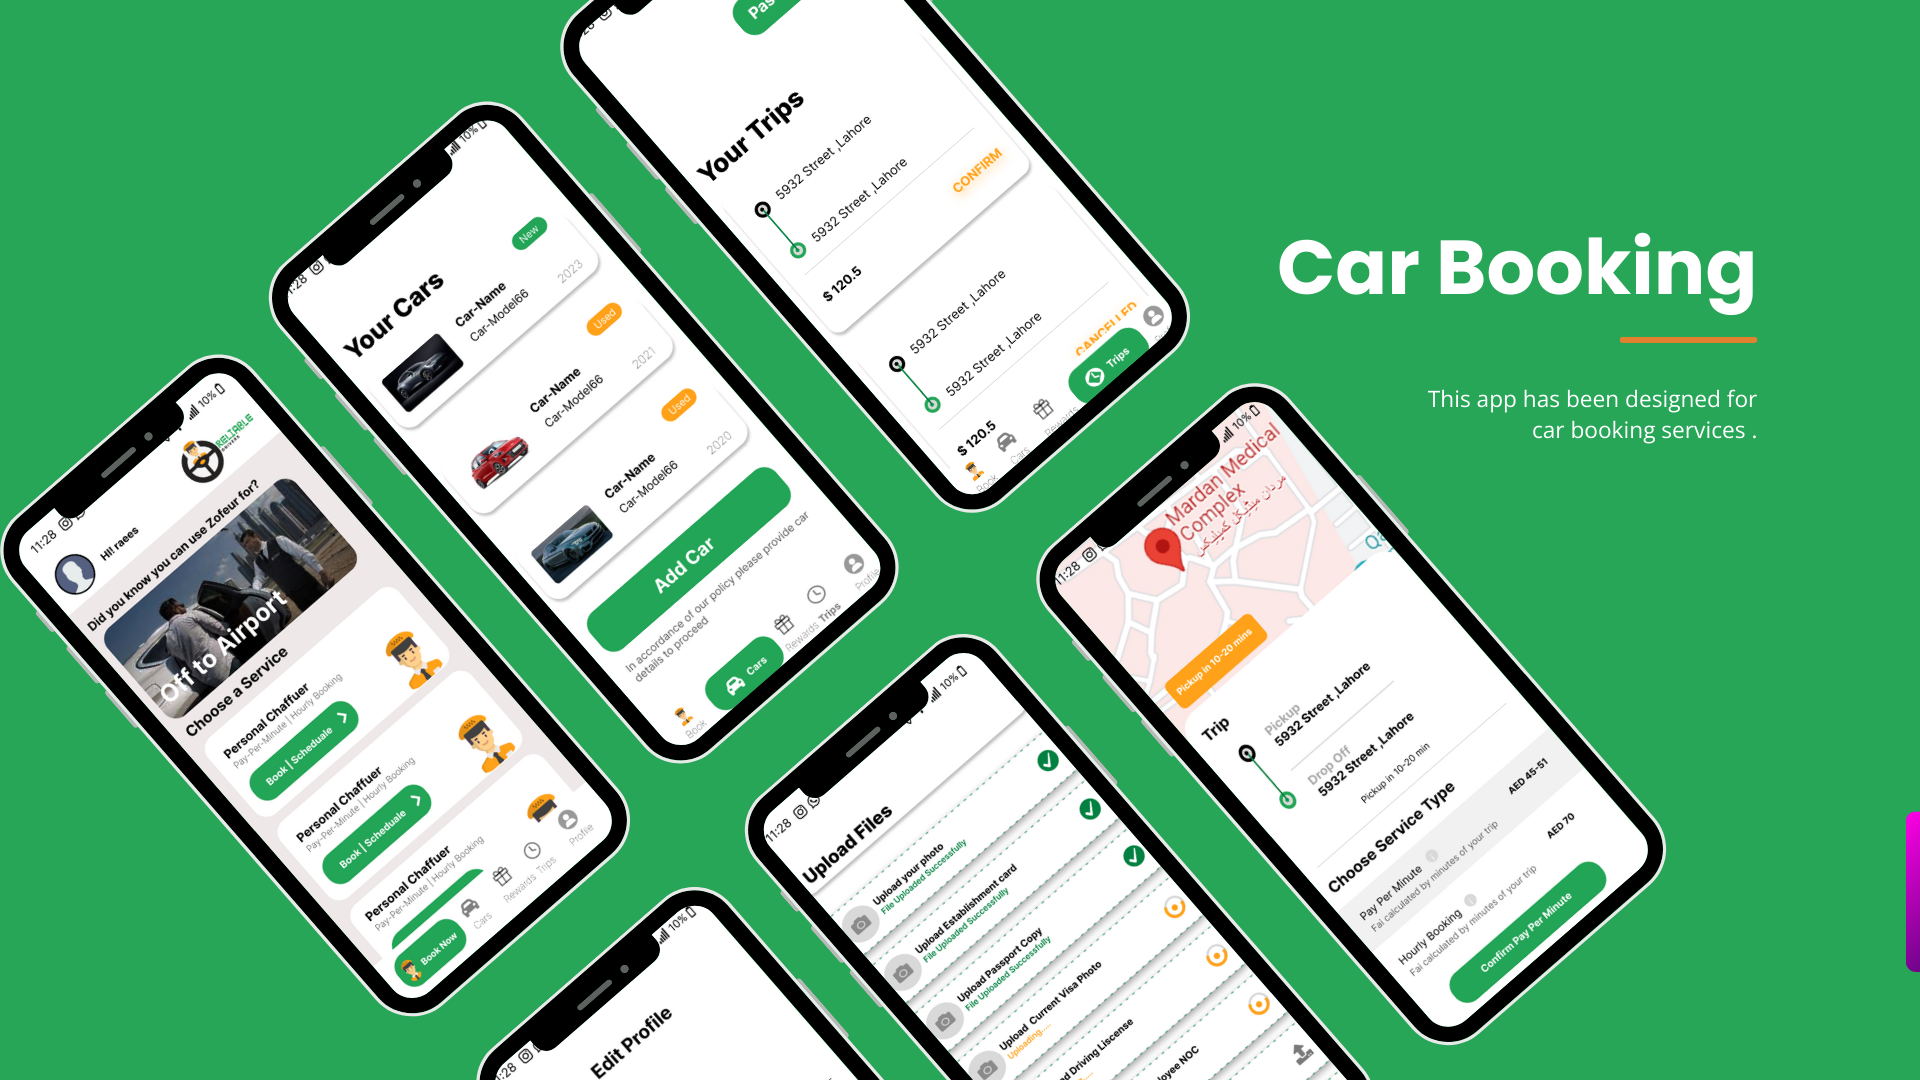 Car Booking
This app has been designed for
car booking services .
11:28
10%
RELIABLE
DRIVERS
HI! raees
Did you know you can use Zofeur for?
Off to Airport
Choose a Service
Personal Chaffuer
Pay-Per-Minute | Hourly Booking
Book | Scheduale
Personal Chaffuer
Pay-Per-Minute | Hourly Booking
Book | Scheduale
Personal Chaffuer
Pay-Per-Minute | Hourly Booking
Book Now
Cars
Rewards
Trips
Profile
:28
10%
Your Cars
New
Car-Name
Car-Model66
2023
Used
Car-Name
Car-Model66
2021
Used
Car-Name
Car-Model66
2020
Add Car
In accordance of our policy please provide car
details to proceed
Book
Cars
Rewards
Trips
Profile
Pas
Your Trips
5932 Street ,Lahore
5932 Street ,Lahore
CONFIRM
$ 120.5
5932 Street ,Lahore
5932 Street ,Lahore
CANCELLED
$ 120.5
Book
Cars
Rewards
Trips
:28
10%
Edit Profile
11:28
10%
Upload Files
Upload your photo
File Uploaded Successfully
Upload Establishment card
File Uploaded Successfully
Upload Passport Copy
File Uploaded Successfully
Upload Current Visa Photo
Uploading.....
d Driving Liscense
loyee NOC
11:28
10%
Mardan Medical
Complex
مردان میڈیکل کمپلیکس
Qa
Pickup in 10-20 mins
Trip
Pickup
5932 Street ,Lahore
Drop Off
5932 Street ,Lahore
Pickup in 10-20 min
Choose Service Type
Pay Per Minute
AED 45-51
Fai calculated by minutes of your trip
Hourly Booking
AED 70
Fai calculated by minutes of your trip
Confirm Pay Per Minute